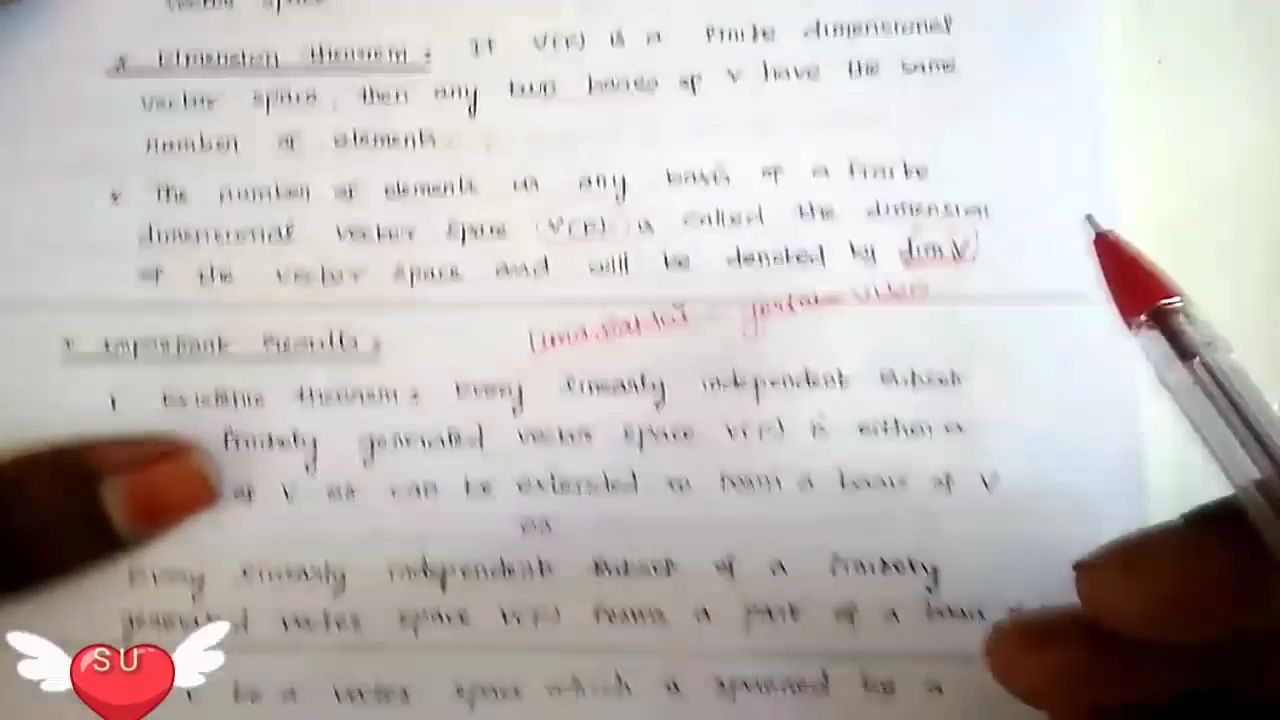 vector space
* Dimension theorem : If V(F) is a finite dimensional
vector space, then any two bases of V have the same
number of elements.
* The number of elements in any basis of a finite
dimensional vector space (V(F)) is called the dimension
of the vector space and will be denoted by dim V
* Important Results :
1 theorem : Every linearly independent subset
finitely generated vector space V(F) is either a
of V or can be extended to form a basis of V
OR
Every linearly independent subset of a finitely
generated vector space V(F) forms a part of a basis
be a vector space which is spanned by a
SU